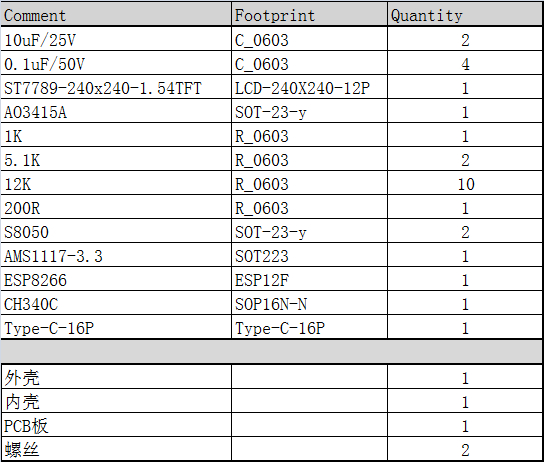 Comment Footprint Quantity
10uF/25V C_0603 2
0.1uF/50V C_0603 4
ST7789-240x240-1.54TFT LCD-240X240-12P 1
AO3415A SOT-23-y 1
1K R_0603 1
5.1K R_0603 2
12K R_0603 10
200R R_0603 1
S8050 SOT-23-y 2
AMS1117-3.3 SOT223 1
ESP8266 ESP12F 1
CH340C SOP16N-N 1
Type-C-16P Type-C-16P 1
外壳 1
内壳 1
PCB板 1
螺丝 2